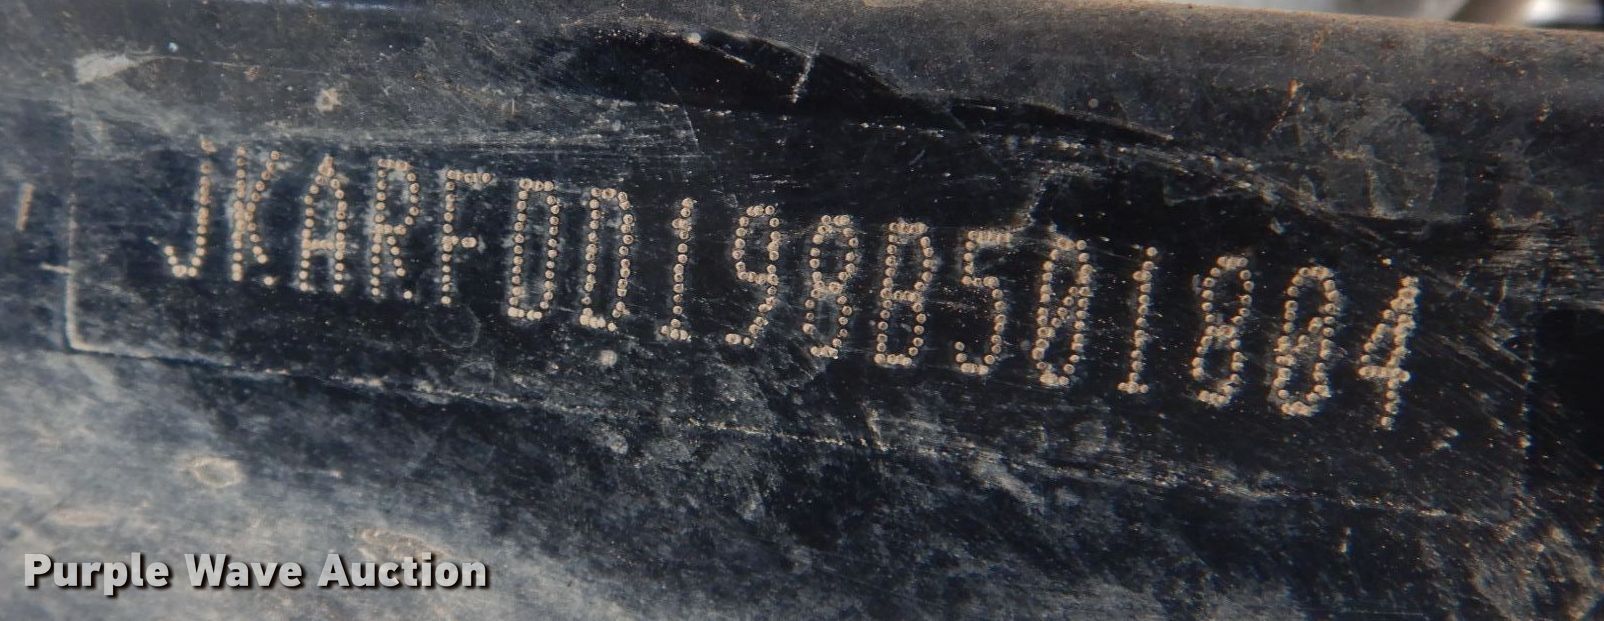 JKARFDD198B501804
Purple Wave Auction